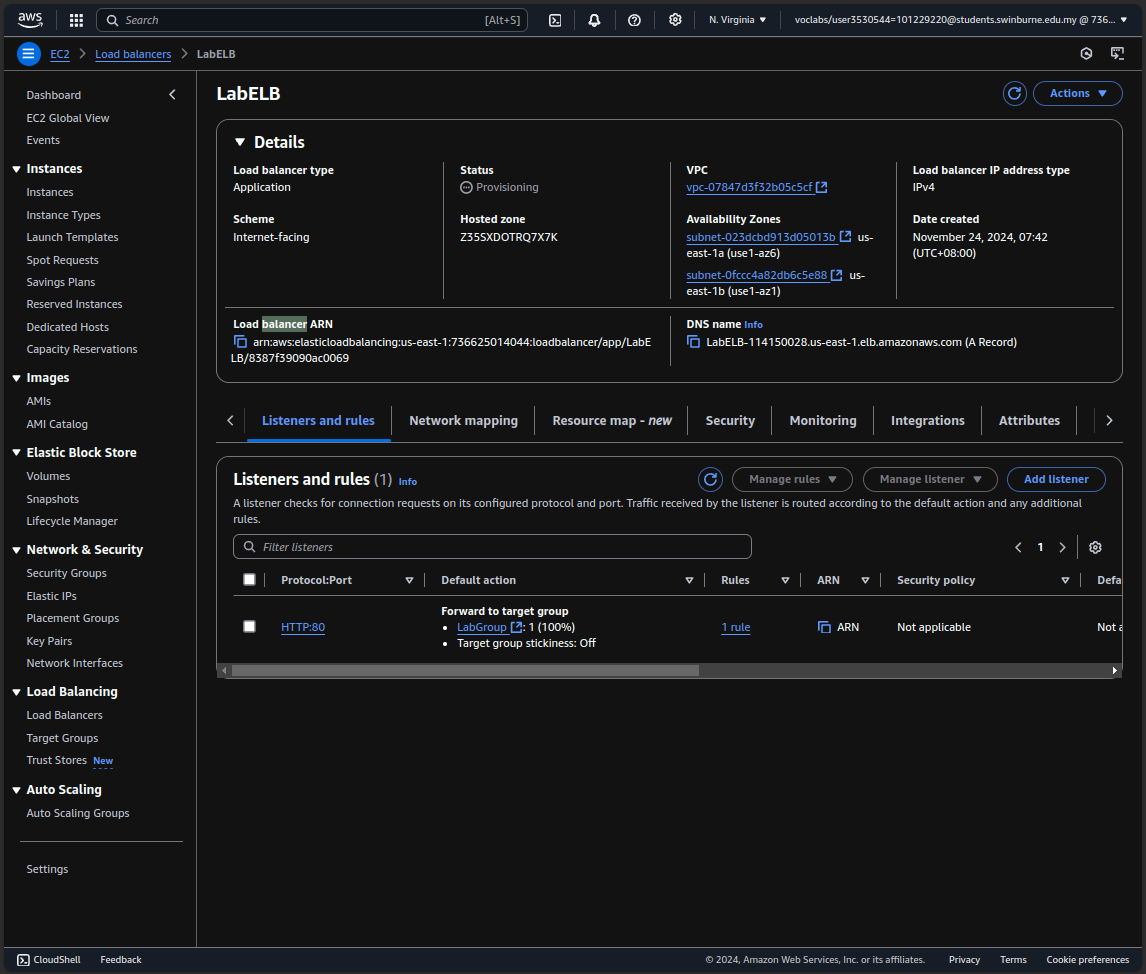 aws
Search [Alt+S]
N. Virginia
voclabs/user3530544=101229220@students.swinburne.edu.my @ 736...
EC2 Load balancers LabELB
Dashboard
EC2 Global View
Events
Instances
Instances
Instance Types
Launch Templates
Spot Requests
Savings Plans
Reserved Instances
Dedicated Hosts
Capacity Reservations
Images
AMIs
AMI Catalog
Elastic Block Store
Volumes
Snapshots
Lifecycle Manager
Network & Security
Security Groups
Elastic IPs
Placement Groups
Key Pairs
Network Interfaces
Load Balancing
Load Balancers
Target Groups
Trust Stores New
Auto Scaling
Auto Scaling Groups
Settings
LabELB
Actions
Details
Load balancer type
Application
Status
Provisioning
VPC
vpc-07847d3f32b05c5cf
Load balancer IP address type
IPv4
Scheme
Internet-facing
Hosted zone
Z35SXDOTRQ7X7K
Availability Zones
subnet-023dcbd913d05013b us-
east-1a (use1-az6)
subnet-0fccc4a82db6c5e88 us-
east-1b (use1-az1)
Date created
November 24, 2024, 07:42
(UTC+08:00)
Load balancer ARN
arn:aws:elasticloadbalancing:us-east-1:736625014044:loadbalancer/app/LabE
LB/8387f39090ac0069
DNS name Info
LabELB-114150028.us-east-1.elb.amazonaws.com (A Record)
Listeners and rules
Network mapping
Resource map - new
Security
Monitoring
Integrations
Attributes
Listeners and rules (1) Info
Manage rules
Manage listener
Add listener
A listener checks for connection requests on its configured protocol and port. Traffic received by the listener is routed according to the default action and any additional
rules.
Filter listeners
1
Protocol:Port
Default action
Rules
ARN
Security policy
Defa
HTTP:80
Forward to target group
• LabGroup : 1 (100%)
• Target group stickiness: Off
1 rule
ARN
Not applicable
Not a
CloudShell
Feedback
© 2024, Amazon Web Services, Inc. or its affiliates.
Privacy
Terms
Cookie preferences